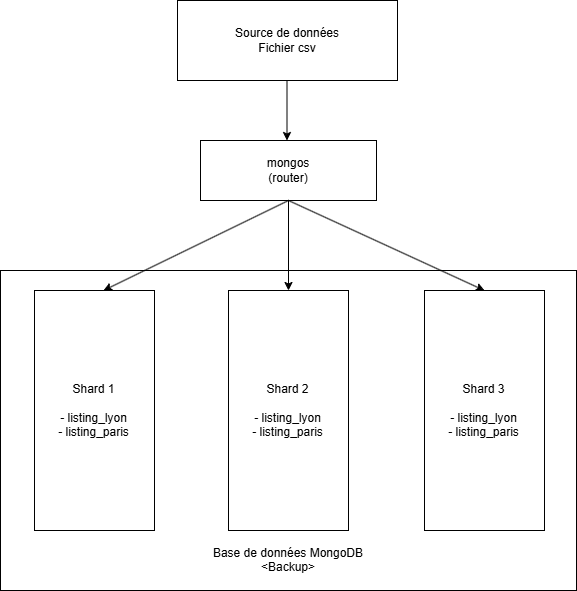 Source de données
Fichier csv
mongos
(router)
Shard 1
- listing_lyon
- listing_paris
Shard 2
- listing_lyon
- listing_paris
Shard 3
- listing_lyon
- listing_paris
Base de données MongoDB
<Backup>